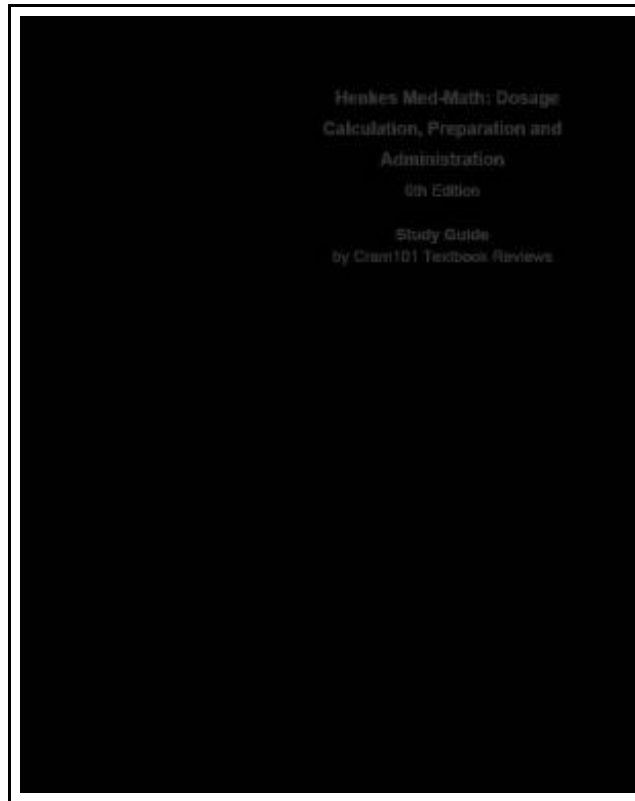 Henkes Med-Math: Dosage
Calculation, Preparation and
Administration
6th Edition
Study Guide
by Cram101 Textbook Reviews